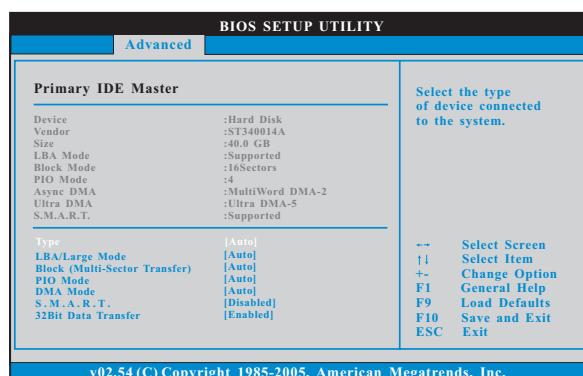 BIOS SETUP UTILITY
Advanced
Primary IDE Master
Device :Hard Disk
Vendor :ST340014A
Size :40.0 GB
LBA Mode :Supported
Block Mode :16Sectors
PIO Mode :4
Async DMA :MultiWord DMA-2
Ultra DMA :Ultra DMA-5
S.M.A.R.T. :Supported
Type [Auto]
LBA/Large Mode [Auto]
Block (Multi-Sector Transfer) [Auto]
PIO Mode [Auto]
DMA Mode [Auto]
S.M.A.R.T. [Disabled]
32Bit Data Transfer [Enabled]
Select the type
of device connected
to the system.
←→ Select Screen
↑↓ Select Item
+- Change Option
F1 General Help
F9 Load Defaults
F10 Save and Exit
ESC Exit
v02.54 (C) Copyright 1985-2005, American Megatrends, Inc.